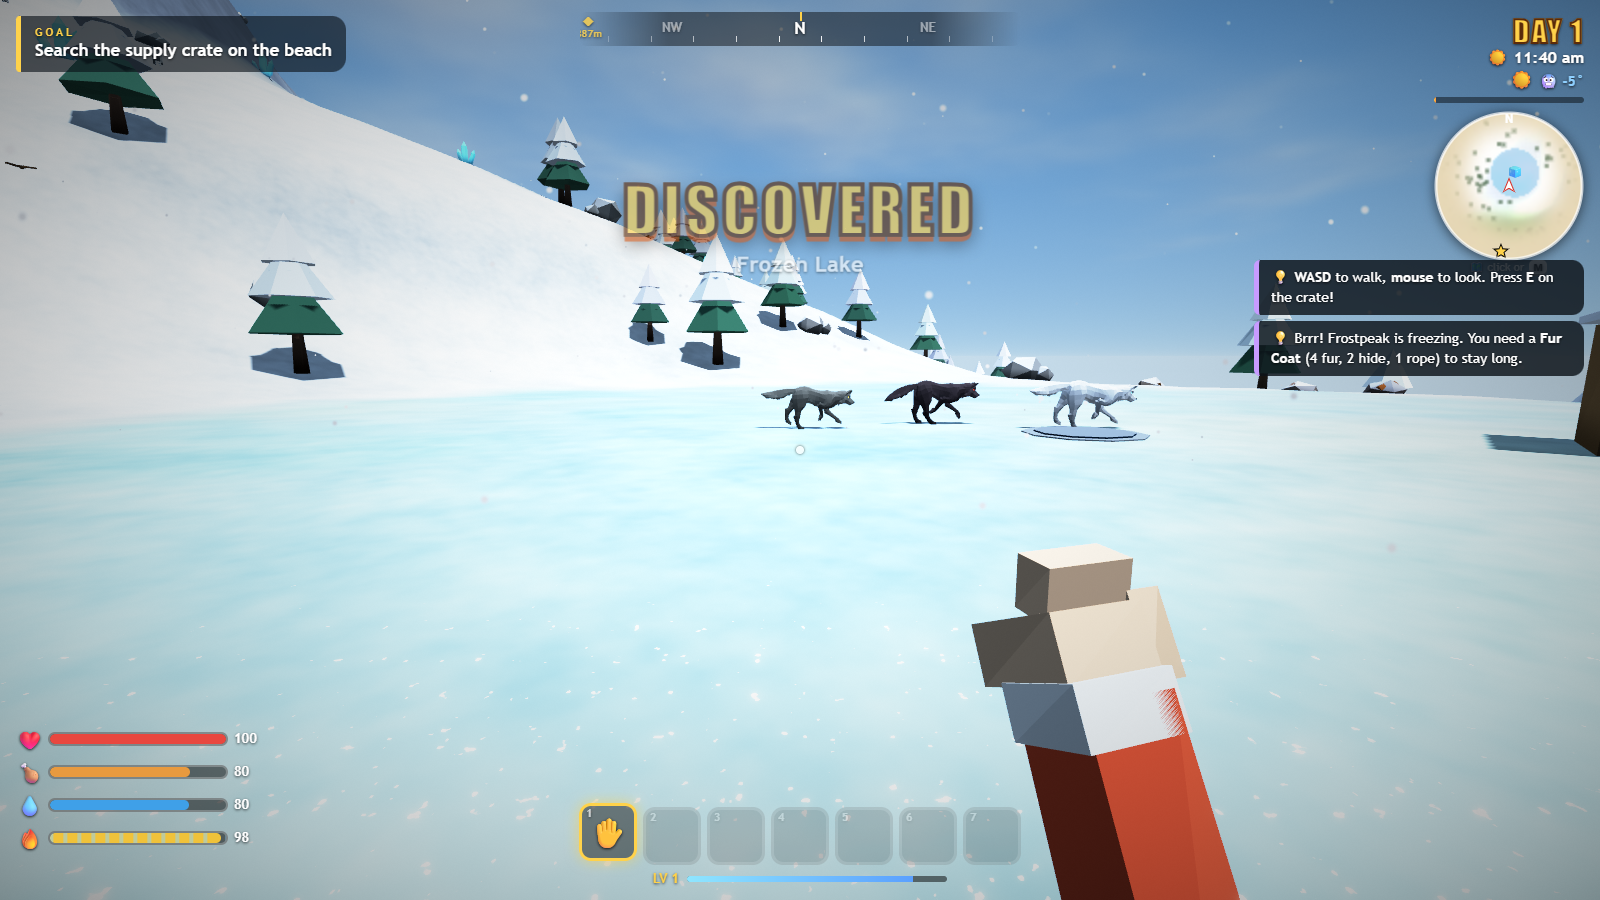 GOAL
Search the supply crate on the beach
NW
N
NE
87m
DAY 1
11:40 am
-5°
N
DISCOVERED
Frozen Lake
WASD to walk, mouse to look. Press E on
the crate!
Brrr! Frostpeak is freezing. You need a Fur
Coat (4 fur, 2 hide, 1 rope) to stay long.
100
80
80
98
1
2
3
4
5
6
7
LV 1